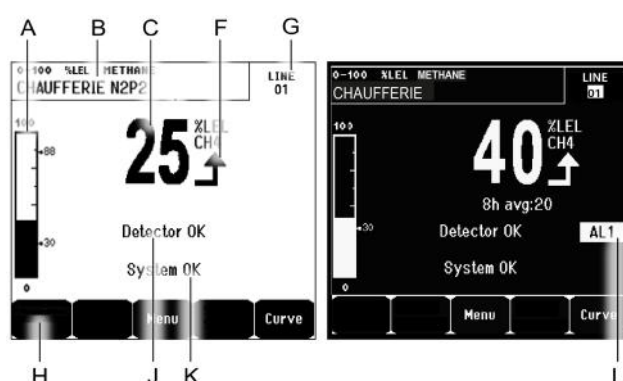 A B C F G
0-100 %LEL METHANE
CHAUFFERIE N2P2
LINE
01
100
88
30
0
25
%LEL
CH4
Detector OK
System OK
Menu
Curve
H J K
0-100 %LEL METHANE
CHAUFFERIE
LINE
01
100
30
0
40
%LEL
CH4
8h avg:20
Detector OK
AL1
System OK
Menu
Curve